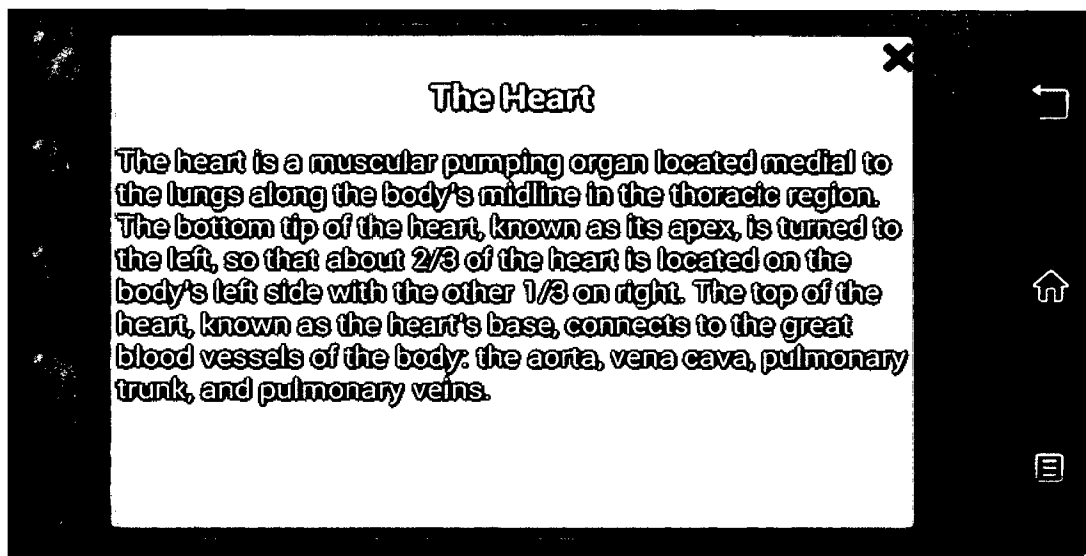 The Heart
The heart is a muscular pumping organ located medial to
the lungs along the body's midline in the thoracic region.
The bottom tip of the heart, known as its apex, is turned to
the left, so that about 2/3 of the heart is located on the
body's left side with the other 1/3 on right. The top of the
heart, known as the heart's base, connects to the great
blood vessels of the body: the aorta, vena cava, pulmonary
trunk, and pulmonary veins.